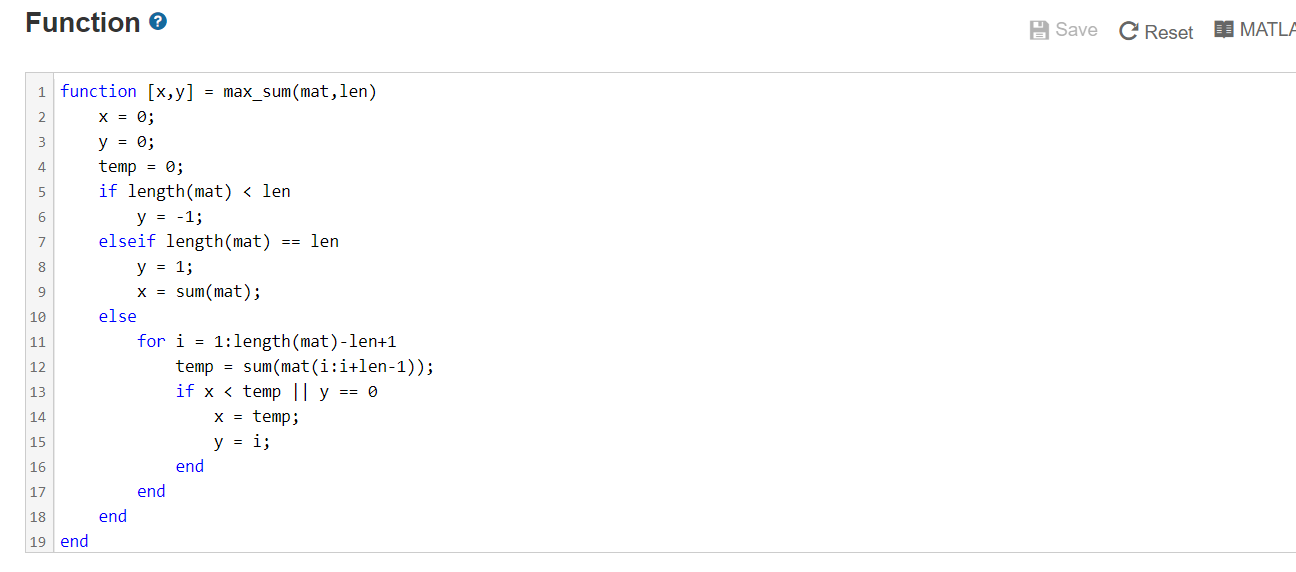 Function ?
Save Reset MATLA
1 function [x,y] = max_sum(mat,len)
2     x = 0;
3     y = 0;
4     temp = 0;
5     if length(mat) < len
6         y = -1;
7     elseif length(mat) == len
8         y = 1;
9         x = sum(mat);
10     else
11         for i = 1:length(mat)-len+1
12             temp = sum(mat(i:i+len-1));
13             if x < temp || y == 0
14                 x = temp;
15                 y = i;
16             end
17         end
18     end
19 end